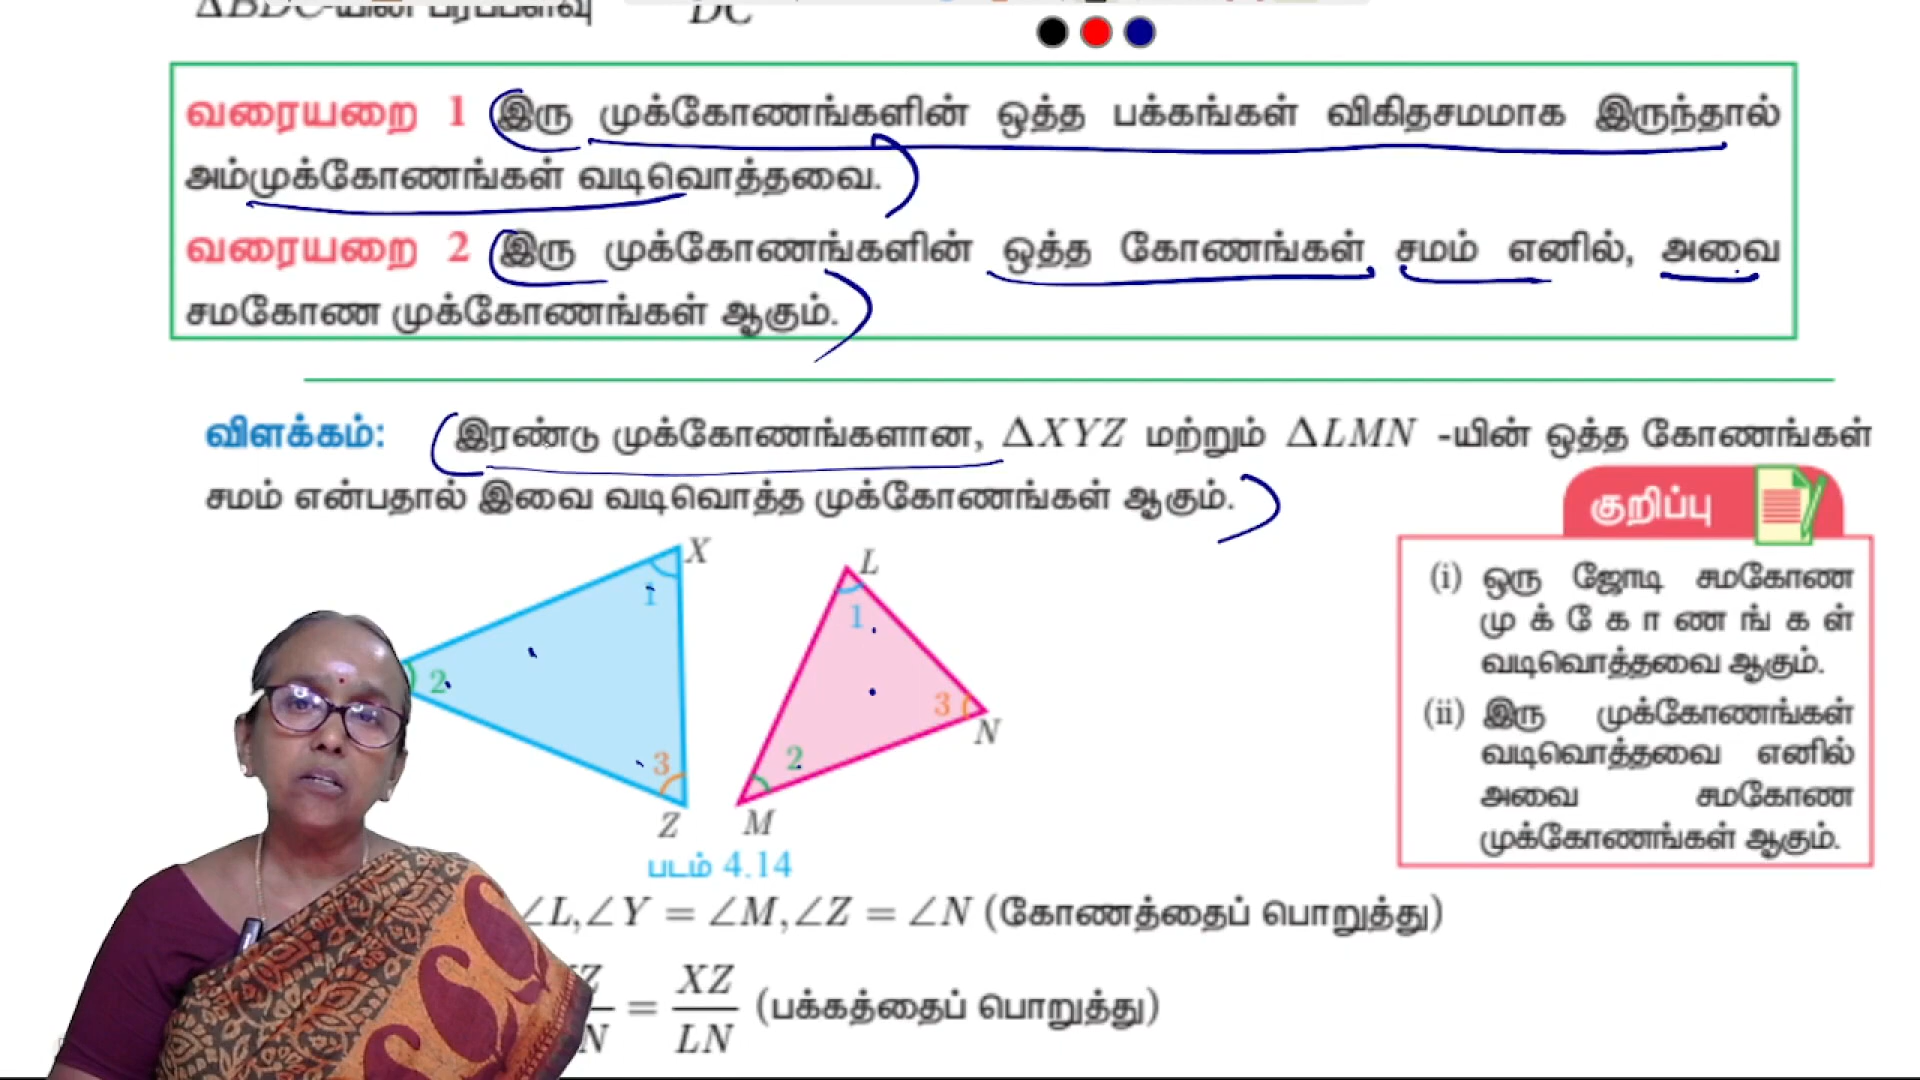 ΔBDC-யின் பரப்பளவு DC
வரையறை 1 இரு முக்கோணங்களின் ஒத்த பக்கங்கள் விகிதசமமாக இருந்தால்
அம்முக்கோணங்கள் வடிவொத்தவை.
வரையறை 2 இரு முக்கோணங்களின் ஒத்த கோணங்கள் சமம் எனில், அவை
சமகோண முக்கோணங்கள் ஆகும்.
விளக்கம்: இரண்டு முக்கோணங்களான, ΔXYZ மற்றும் ΔLMN -யின் ஒத்த கோணங்கள்
சமம் என்பதால் இவை வடிவொத்த முக்கோணங்கள் ஆகும்.
X
1
2
3
Z
L
1
3
N
2
M
படம் 4.14
குறிப்பு
(i) ஒரு ஜோடி சமகோண
முக்கோணங்கள்
வடிவொத்தவை ஆகும்.
(ii) இரு முக்கோணங்கள்
வடிவொத்தவை எனில்
அவை சமகோண
முக்கோணங்கள் ஆகும்.
∠L,∠Y = ∠M,∠Z = ∠N (கோணத்தைப் பொறுத்து)
Z/N = XZ/LN (பக்கத்தைப் பொறுத்து)